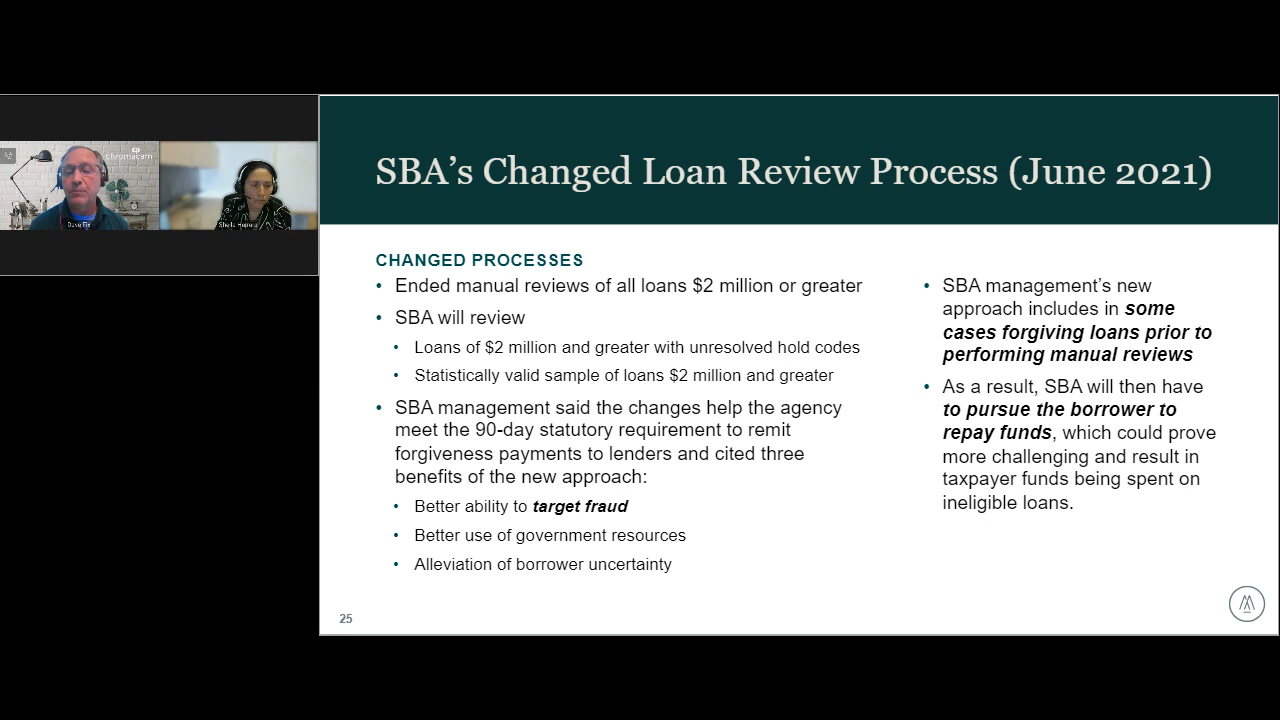 chromacam
Dave Fix
Sheila Herrera
SBA’s Changed Loan Review Process (June 2021)
CHANGED PROCESSES
• Ended manual reviews of all loans $2 million or greater
• SBA will review
• Loans of $2 million and greater with unresolved hold codes
• Statistically valid sample of loans $2 million and greater
• SBA management said the changes help the agency
meet the 90-day statutory requirement to remit
forgiveness payments to lenders and cited three
benefits of the new approach:
• Better ability to target fraud
• Better use of government resources
• Alleviation of borrower uncertainty
• SBA management’s new
approach includes in some
cases forgiving loans prior to
performing manual reviews
• As a result, SBA will then have
to pursue the borrower to
repay funds, which could prove
more challenging and result in
taxpayer funds being spent on
ineligible loans.
25